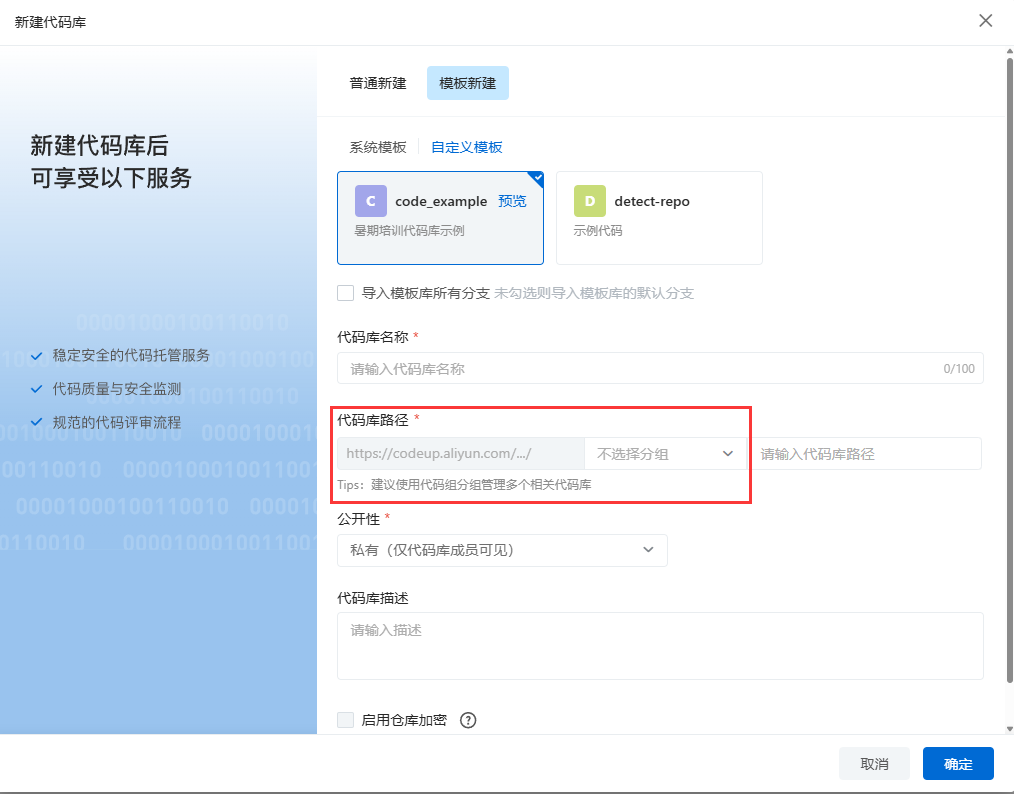 新建代码库
新建代码库后
可享受以下服务
稳定安全的代码托管服务
代码质量与安全监测
规范的代码评审流程
普通新建 模板新建
系统模板 自定义模板
C code_example 预览
暑期培训代码库示例
D detect-repo
示例代码
导入模板库所有分支 未勾选则导入模板库的默认分支
代码库名称 *
请输入代码库名称 0/100
代码库路径 *
https://codeup.aliyun.com/.../ 不选择分组 请输入代码库路径
Tips：建议使用代码组分组管理多个相关代码库
公开性 *
私有（仅代码库成员可见）
代码库描述
请输入描述
启用仓库加密 ?
取消 确定